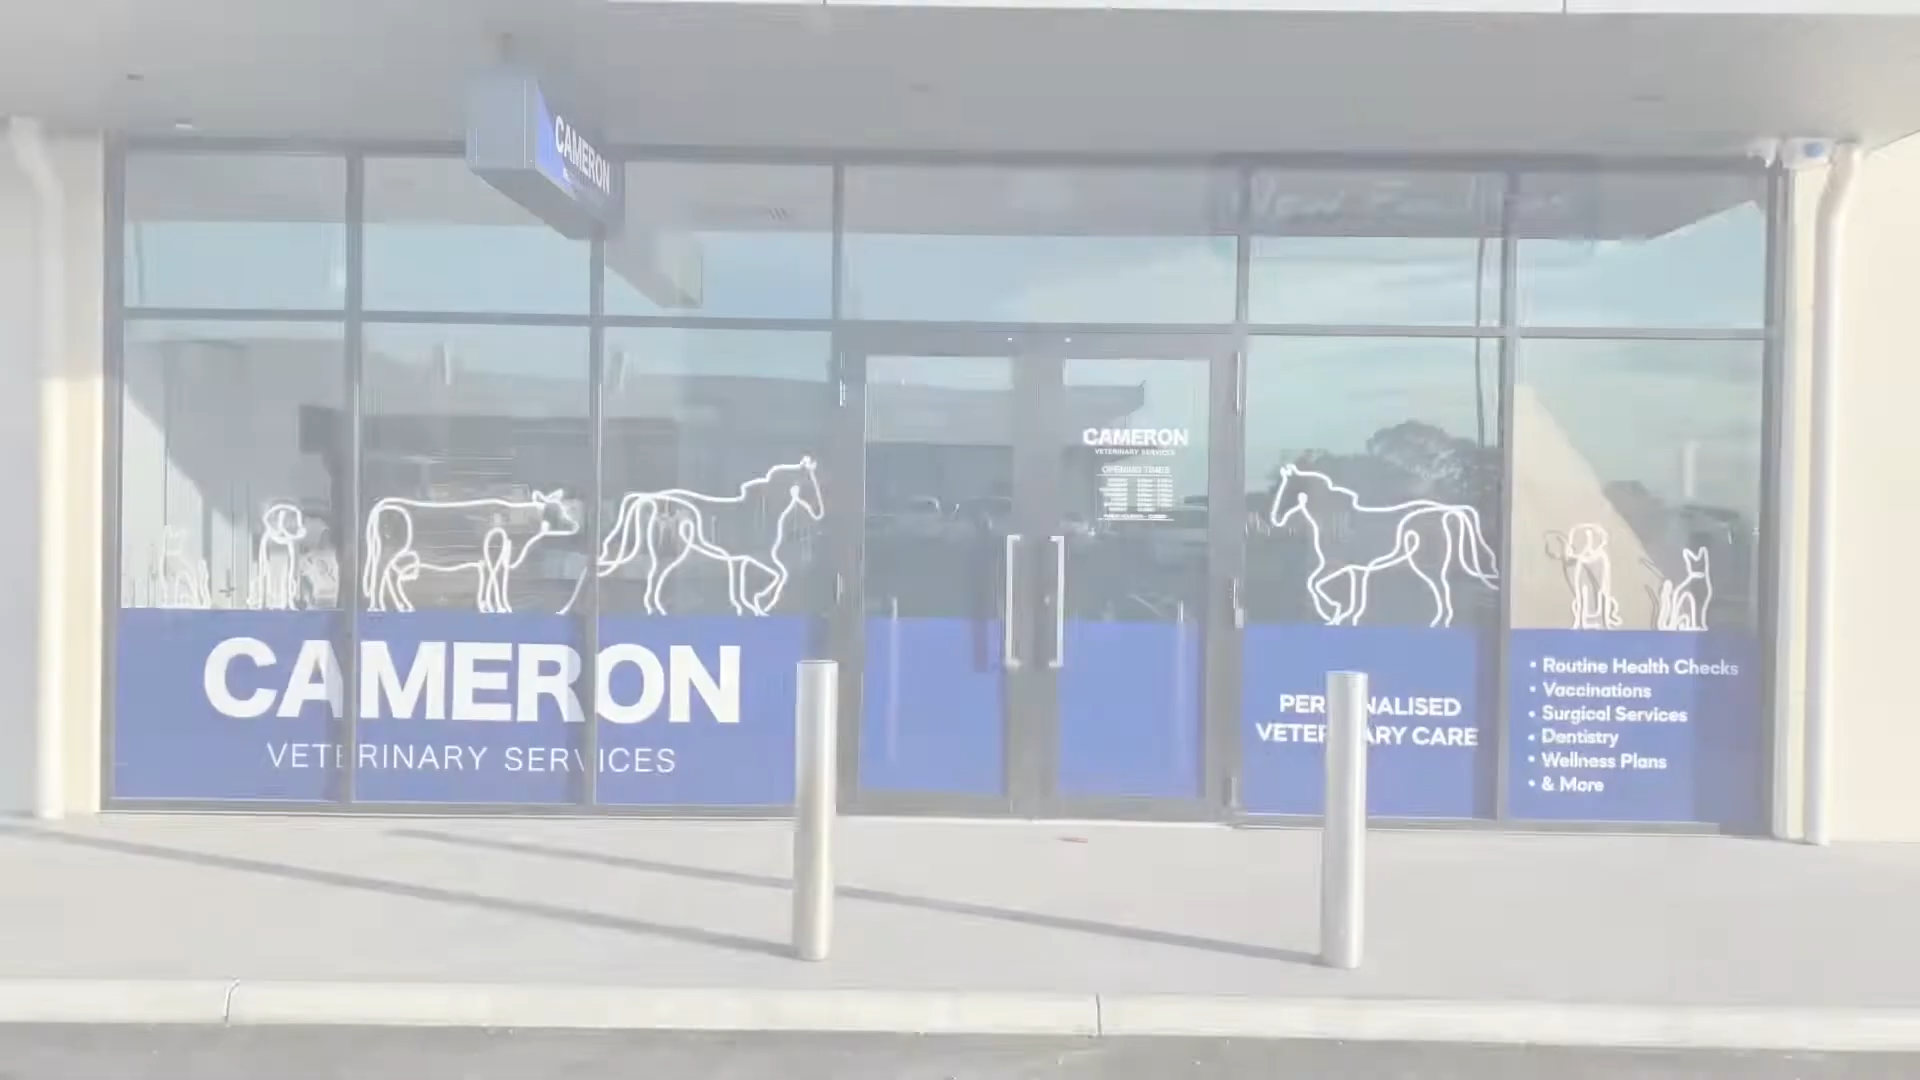 CAMERON
CAMERON
VETERINARY SERVICES
OPENING TIMES
CAMERON
VETERINARY SERVICES
PERSONALISED
VETERINARY CARE
• Routine Health Checks
• Vaccinations
• Surgical Services
• Dentistry
• Wellness Plans
• & More